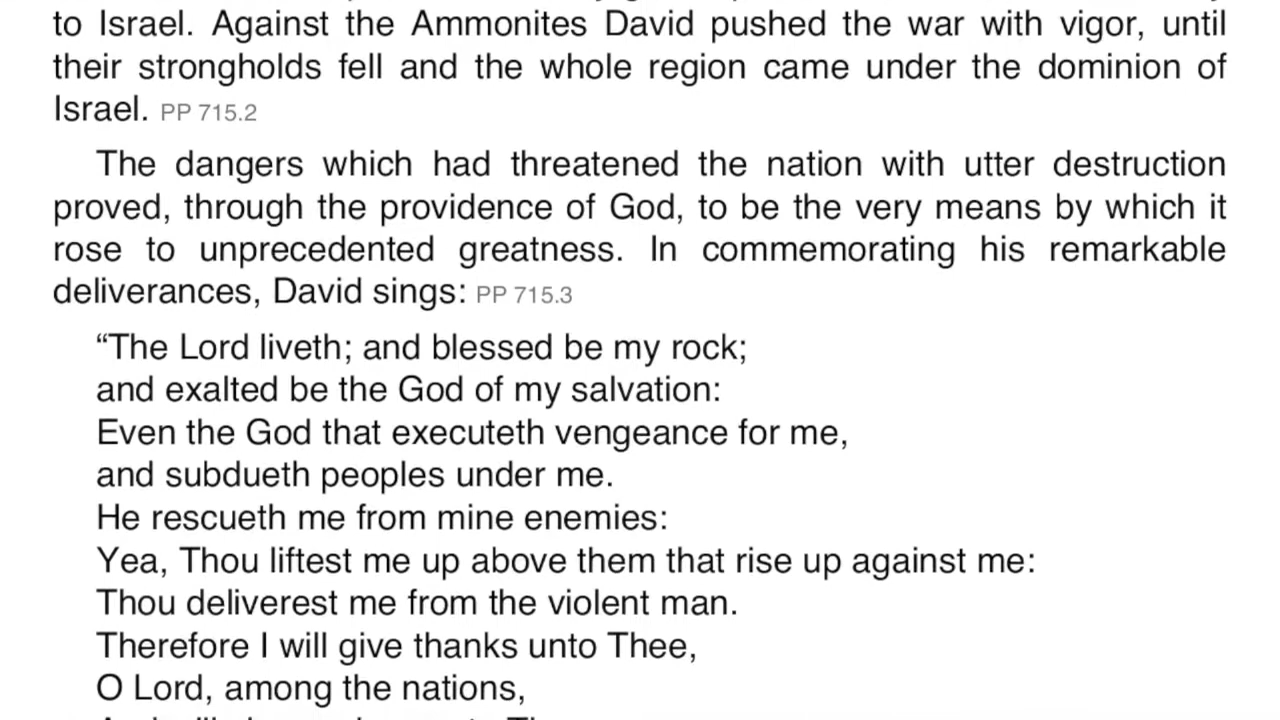 to Israel. Against the Ammonites David pushed the war with vigor, until
their strongholds fell and the whole region came under the dominion of
Israel. PP 715.2
The dangers which had threatened the nation with utter destruction
proved, through the providence of God, to be the very means by which it
rose to unprecedented greatness. In commemorating his remarkable
deliverances, David sings: PP 715.3
“The Lord liveth; and blessed be my rock;
and exalted be the God of my salvation:
Even the God that executeth vengeance for me,
and subdueth peoples under me.
He rescueth me from mine enemies:
Yea, Thou liftest me up above them that rise up against me:
Thou deliverest me from the violent man.
Therefore I will give thanks unto Thee,
O Lord, among the nations,